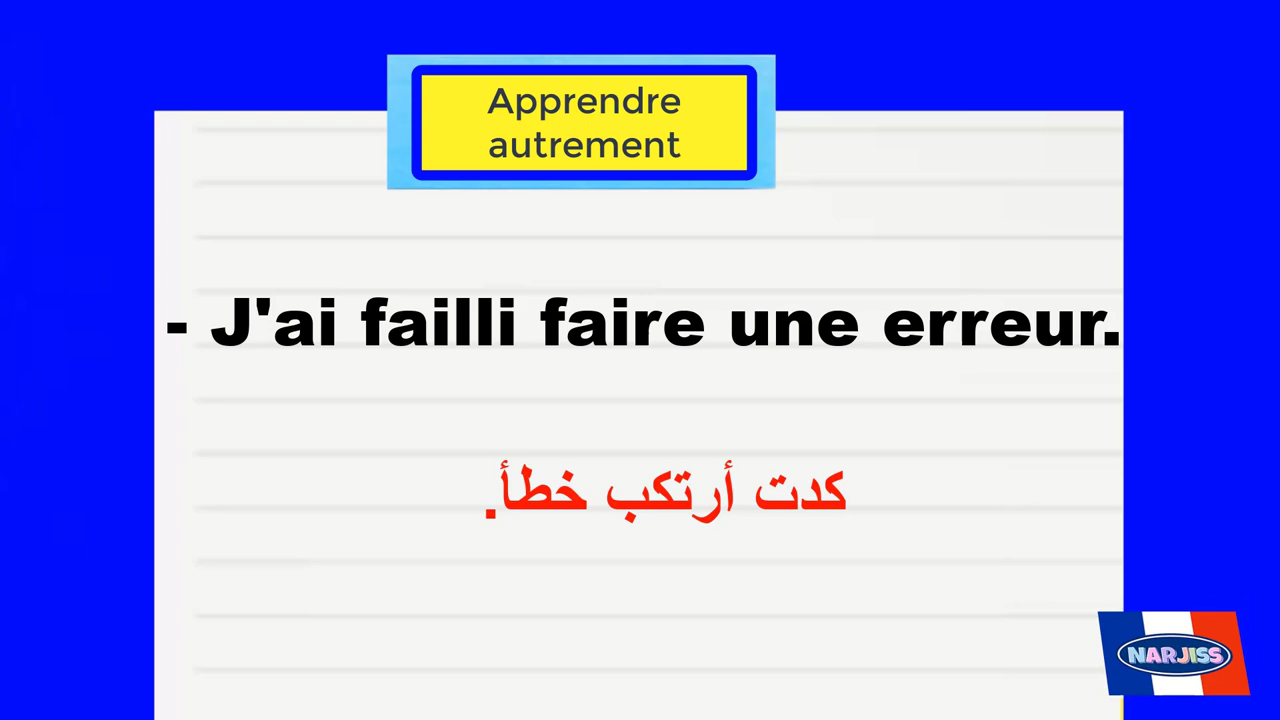 Apprendre
autrement
- J'ai failli faire une erreur.
كدت أرتكب خطأ.
NARJISS